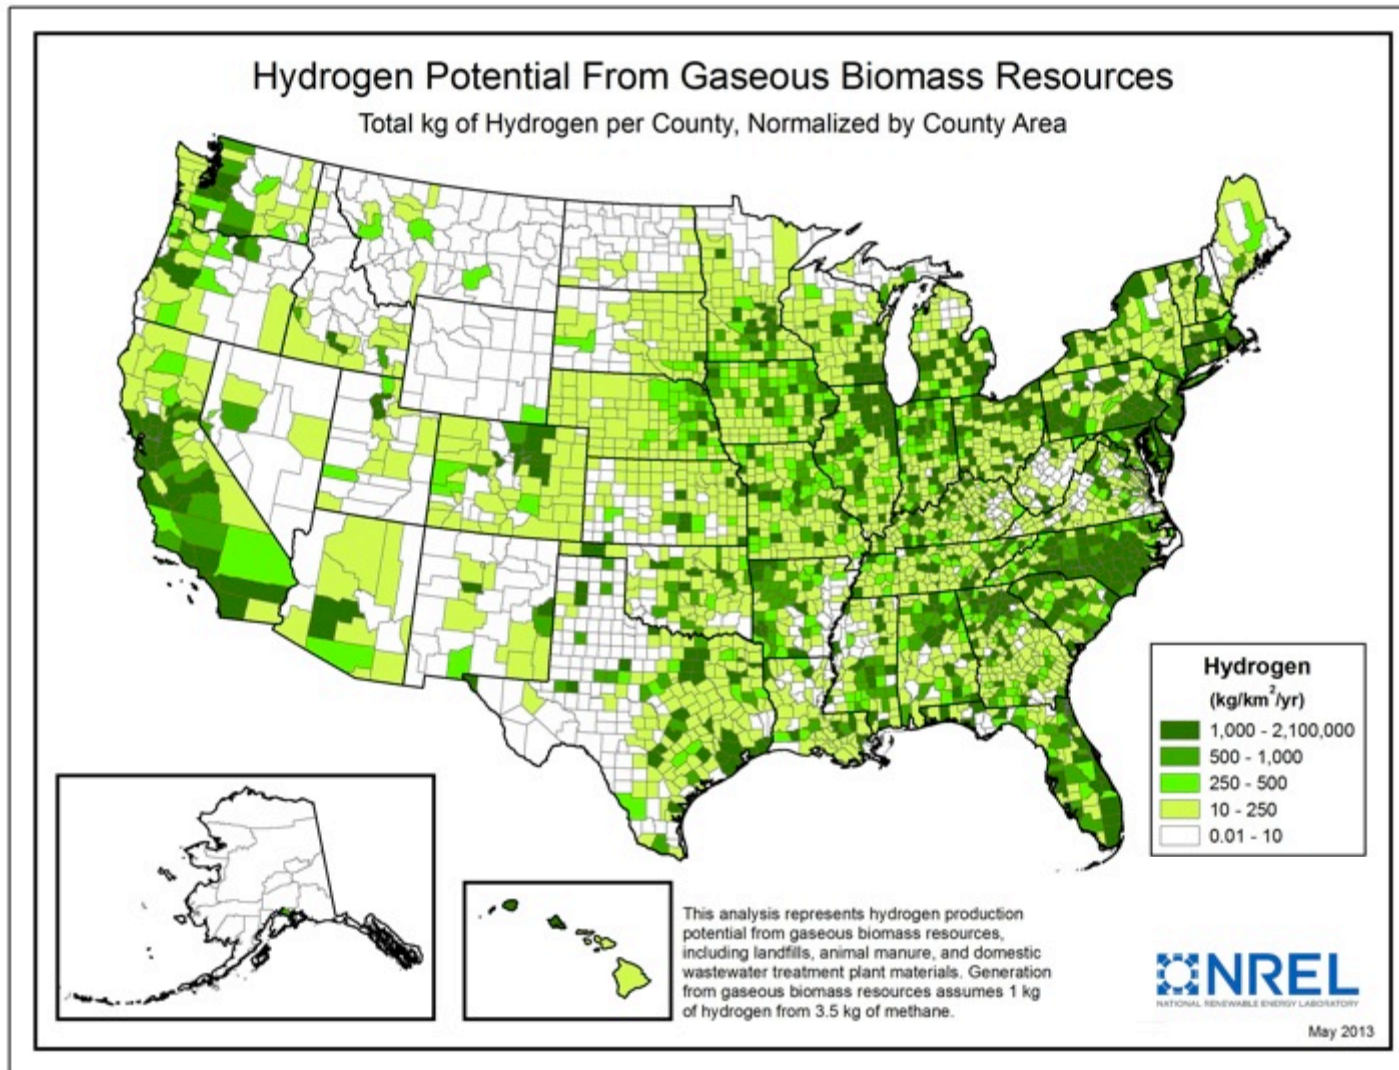 Hydrogen Potential From Gaseous Biomass Resources
Total kg of Hydrogen per County, Normalized by County Area
Hydrogen
(kg/km²/yr)
1,000 - 2,100,000
500 - 1,000
250 - 500
10 - 250
0.01 - 10
This analysis represents hydrogen production
potential from gaseous biomass resources,
including landfills, animal manure, and domestic
wastewater treatment plant materials. Generation
from gaseous biomass resources assumes 1 kg
of hydrogen from 3.5 kg of methane.
NREL
NATIONAL RENEWABLE ENERGY LABORATORY
May 2013